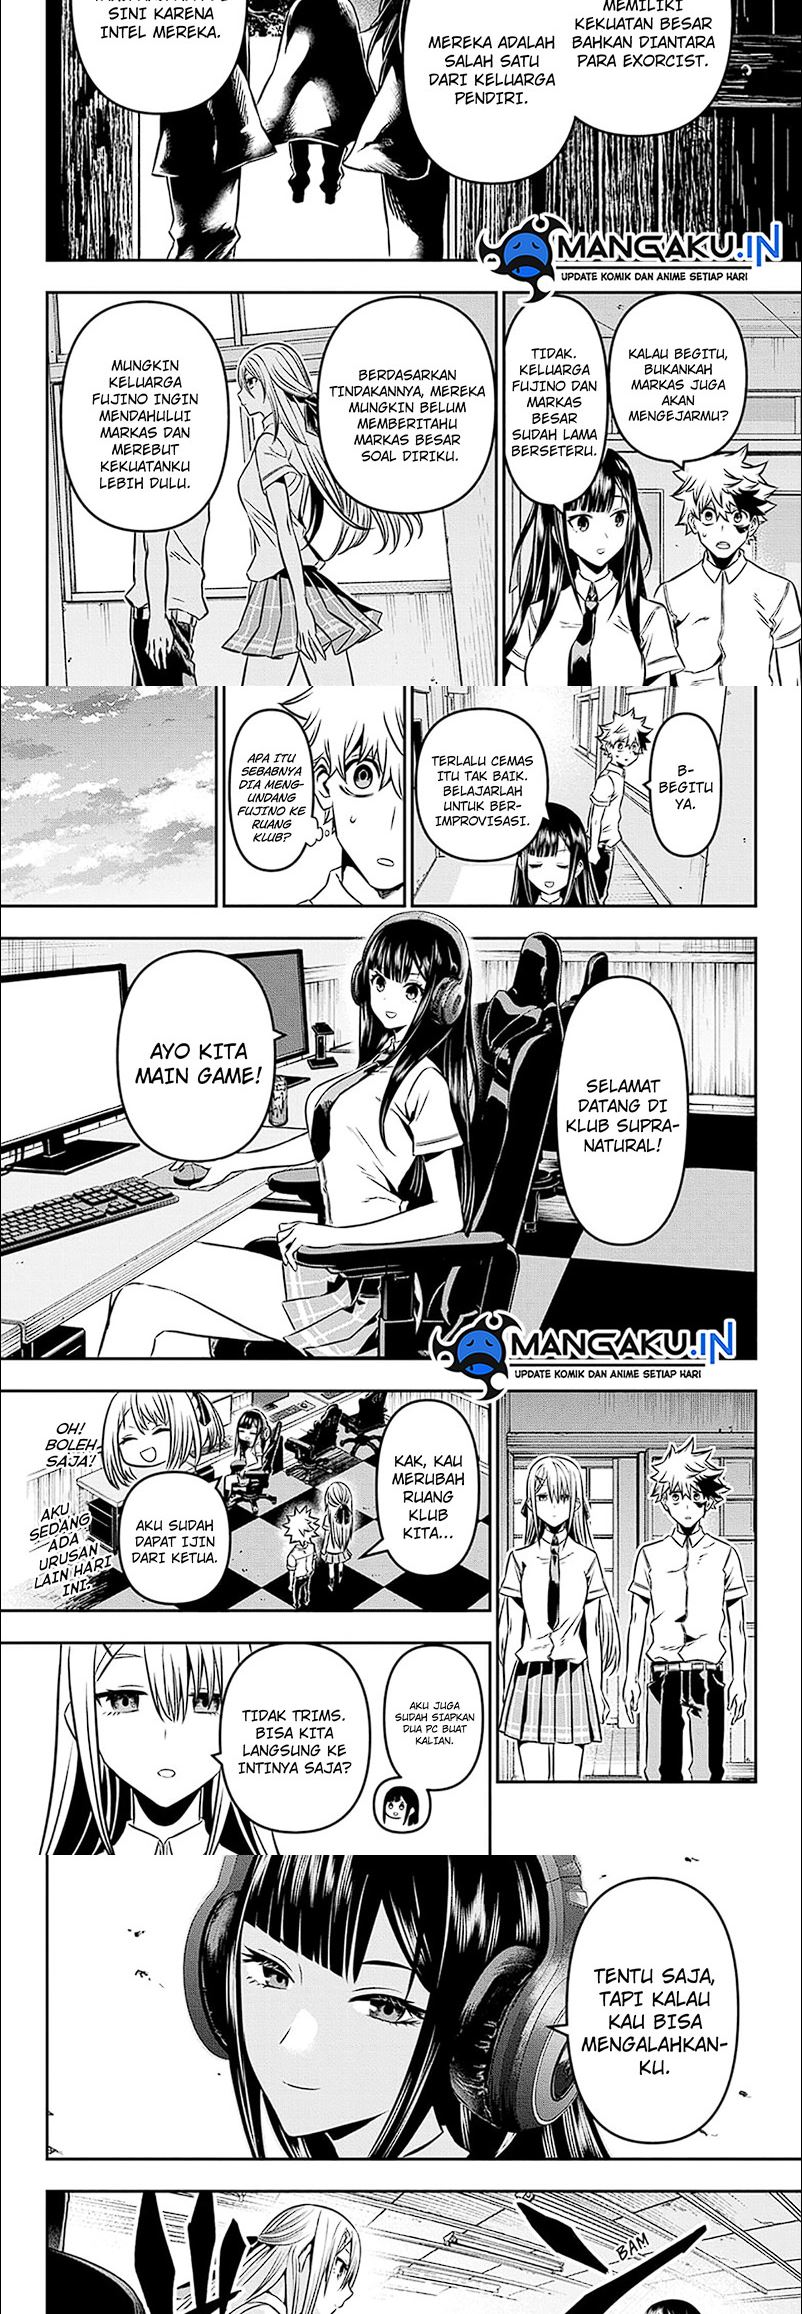 MEMILIKI
KEKUATAN BESAR
BAHKAN DIANTARA
PARA EXORCIST.
MEREKA ADALAH
SALAH SATU
DARI KELUARGA
PENDIRI.
SINI KARENA
INTEL MEREKA.
MANGAKU.IN
UPDATE KOMIK DAN ANIME SETIAP HARI
KALAU BEGITU,
BUKANKAH
MARKAS JUGA
AKAN
MENGEJARMU?
TIDAK.
KELUARGA
FUJINO DAN
MARKAS
BESAR
SUDAH LAMA
BERSETERU.
BERDASARKAN
TINDAKANNYA, MEREKA
MUNGKIN BELUM
MEMBERITAHU
MARKAS BESAR
SOAL DIRIKU.
MUNGKIN
KELUARGA
FUJINO INGIN
MENDAHULUI
MARKAS DAN
MEREBUT
KEKUATANKU
LEBIH DULU.
B-
BEGITU
YA.
TERLALU CEMAS
ITU TAK BAIK.
BELAJARLAH
UNTUK BER-
IMPROVISASI.
APA ITU
SEBABNYA
DIA MENG-
UNDANG
FUJINO KE
RUANG
KLUB?
SELAMAT
DATANG DI
KLUB SUPRA-
NATURAL!
AYO KITA
MAIN GAME!
MANGAKU.IN
UPDATE KOMIK DAN ANIME SETIAP HARI
KAK, KAU
MERUBAH
RUANG
KLUB
KITA...
AKU SUDAH
DAPAT IJIN
DARI KETUA.
OH!
BOLEH
SAJA!
AKU
SEDANG
ADA
URUSAN
LAIN HARI
INI.
AKU JUGA
SUDAH SIAPKAN
DUA PC BUAT
KALIAN.
TIDAK TRIMS.
BISA KITA
LANGSUNG KE
INTINYA SAJA?
TENTU SAJA,
TAPI KALAU
KAU BISA
MENGALAHKAN-
KU.
BAM